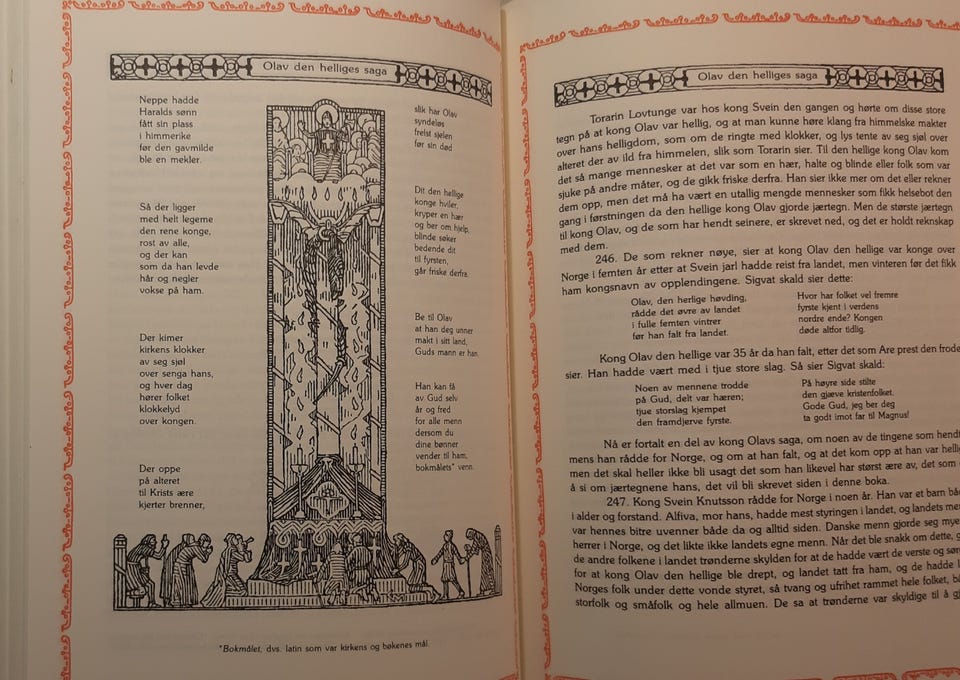 Olav den helliges saga
Neppe hadde
Haralds sønn
fått sin plass
i himmerike
før den gavmilde
ble en mekler.
slik har Olav
syndeløs
frelst sjelen
før sin død
Så der ligger
med helt legeme
den rene konge,
rost av alle,
og der kan
som da han levde
hår og negler
vokse på ham.
Dit den hellige
konge hviler,
kryper en hær
og ber om hjelp,
blinde søker
bedende dit
til fyrsten,
går friske derfra.
Der kimer
kirkens klokker
av seg sjøl
over senga hans,
og hver dag
hører folket
klokkelyd
over kongen.
Be til Olav
at han deg unner
makt i sitt land,
Guds mann er han.
Han kan få
av Gud selv
år og fred
for alle menn
dersom du
dine bønner
vender til ham,
bokmålets* venn.
Der oppe
på alteret
til Krists ære
kjerter brenner,
*Bokmålet, dvs. latin som var kirkens og bøkenes mål.
Olav den helliges saga
Torarin Lovtunge var hos kong Svein den gangen og hørte om disse store
tegn på at kong Olav var hellig, og at man kunne høre klang fra himmelske makter
over hans helligdom, som om de ringte med klokker, og lys tente av seg sjøl over
alteret der av ild fra himmelen, slik som Torarin sier. Til den hellige kong Olav kom
det så mange mennesker at det var som en hær, halte og blinde eller folk som var
sjuke på andre måter, og de gikk friske derfra. Han sier ikke mer om det eller rekner
dem opp, men det må ha vært en utallig mengde mennesker som fikk helsebot den
gang i førstningen da den hellige kong Olav gjorde jærtegn. Men de største jærtegn
til kong Olav, og de som har hendt seinere, er skrevet ned, og det er holdt reknskap
med dem.
246. De som rekner nøye, sier at kong Olav den hellige var konge over
Norge i femten år etter at Svein jarl hadde reist fra landet, men vinteren før det fikk
ham kongsnavn av opplendingene. Sigvat skald sier dette:
Olav, den herlige høvding,
rådde det øvre av landet
i fulle femten vintrer
før han falt fra landet.
Hvor har folket vel fremre
fyrste kjent i verdens
nordre ende? Kongen
døde altfor tidlig.
Kong Olav den hellige var 35 år da han falt, etter det som Are prest den frode
sier. Han hadde vært med i tjue store slag. Så sier Sigvat skald:
Noen av mennene trodde
på Gud, delt var hæren;
tjue storslag kjempet
den framdjerve fyrste.
På høyre side stilte
den gjæve kristenfolket.
Gode Gud, jeg ber deg
ta godt imot far til Magnus!
Nå er fortalt en del av kong Olavs saga, om noen av de tingene som hendt
mens han rådde for Norge, og om at han falt, og at det kom opp at han var hellig
men det skal heller ikke bli usagt det som han likevel har størst ære av, det som
å si om jærtegnene hans, det vil bli skrevet siden i denne boka.
247. Kong Svein Knutsson rådde for Norge i noen år. Han var et barn båd
i alder og forstand. Alfiva, mor hans, hadde mest styringen i landet, og landets me
var hennes bitre uvenner både da og alltid siden. Danske menn gjorde seg mye
herrer i Norge, og det likte ikke landets egne menn. Når det ble snakk om dette, g
de andre folkene i landet trønderne skylden for at de hadde vært de verste og sør
for at kong Olav den hellige ble drept, og landet tatt fra ham, og de hadde l
Norges folk under dette vonde styret, så tvang og ufrihet rammet hele folket, bå
storfolk og småfolk og hele allmuen. De sa at trønderne var skyldige til å gj